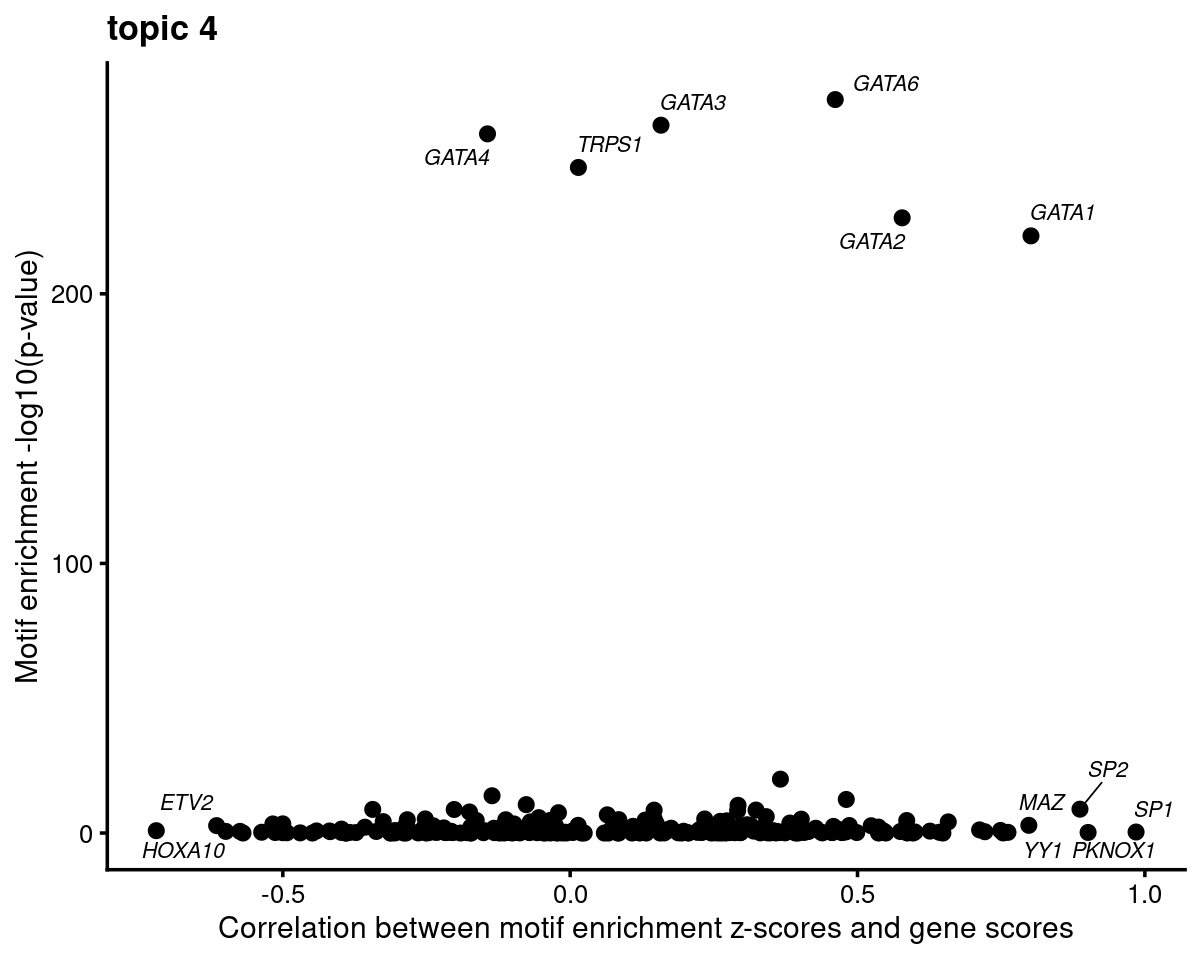 topic 4
GATA6
GATA3
TRPS1
GATA4
GATA1
GATA2
Motif enrichment -log10(p-value)
200
100
0
SP2
ETV2
MAZ
SP1
HOXA10
YY1
PKNOX1
-0.5
0.0
0.5
1.0
Correlation between motif enrichment z-scores and gene scores